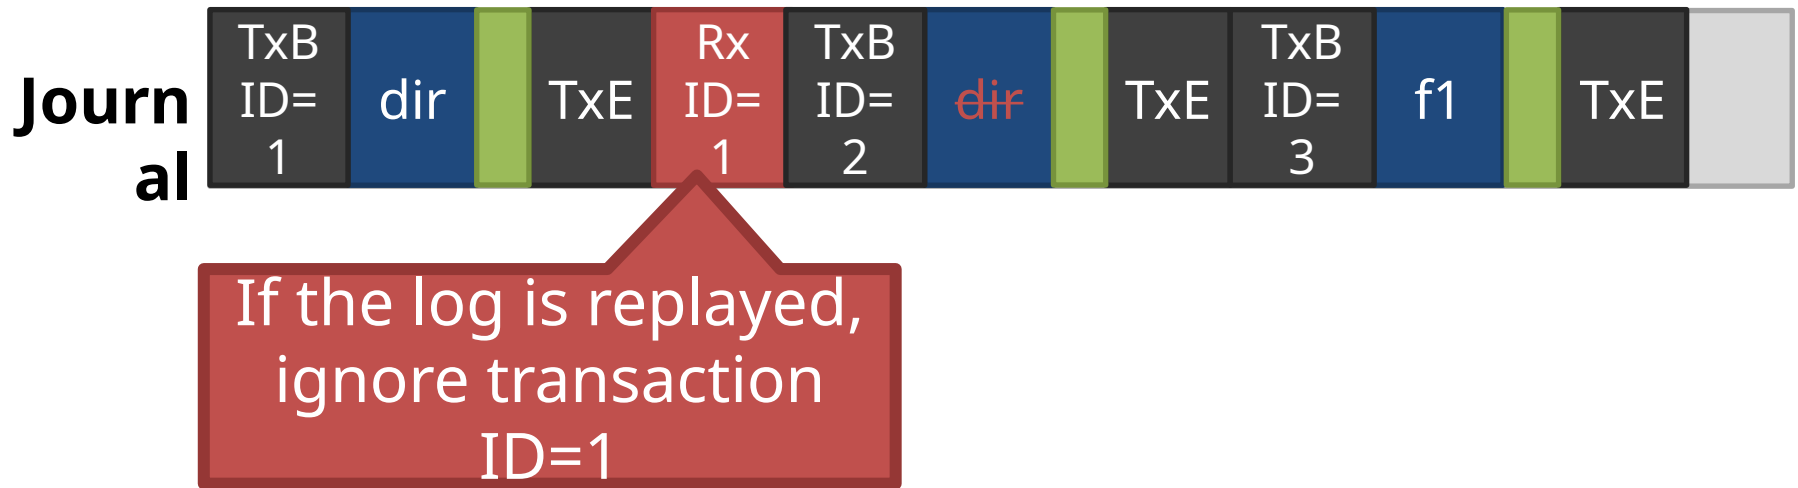 Journ
al
TxB
ID=
1
dir
TxE
Rx
ID=
1
TxB
ID=
2
dir
TxE
TxB
ID=
3
f1
TxE
If the log is replayed,
ignore transaction
ID=1